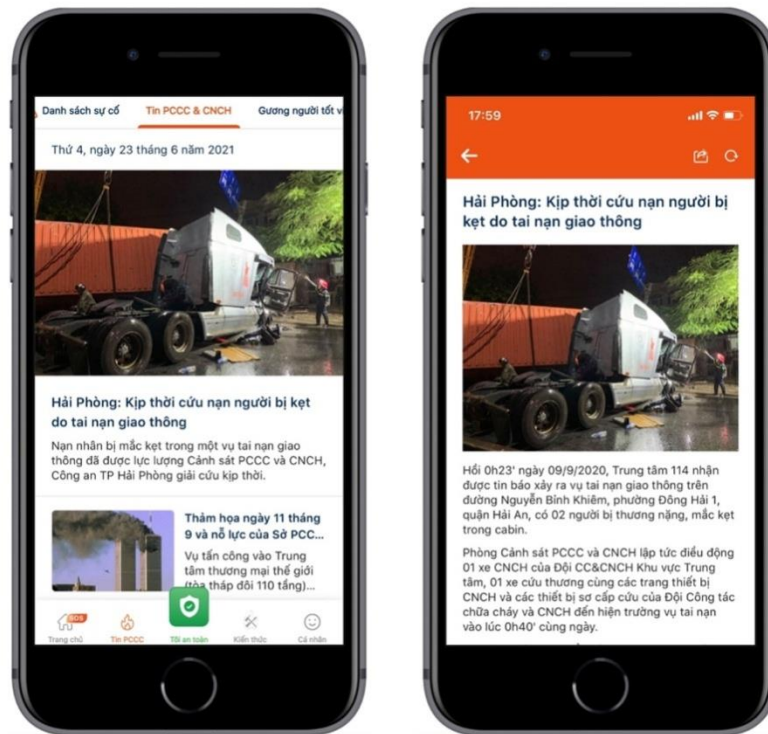 Danh sách sự cố Tin PCCC & CNCH Gương người tốt v
Thứ 4, ngày 23 tháng 6 năm 2021
Hải Phòng: Kịp thời cứu nạn người bị kẹt
do tai nạn giao thông
Nạn nhân bị mắc kẹt trong một vụ tai nạn giao
thông đã được lực lượng Cảnh sát PCCC và CNCH,
Công an TP Hải Phòng giải cứu kịp thời.
Thảm họa ngày 11 tháng
9 và nỗ lực của Sở PCC...
Vụ tấn công vào Trung
tâm thương mại thế giới
(tòa tháp đôi 110 tầng)...
SOS
Trang chủ Tin PCCC Tôi an toàn Kiến thức Cá nhân
17:59
Hải Phòng: Kịp thời cứu nạn người bị
kẹt do tai nạn giao thông
Hồi 0h23' ngày 09/9/2020, Trung tâm 114 nhận
được tin báo xảy ra vụ tai nạn giao thông trên
đường Nguyễn Bỉnh Khiêm, phường Đông Hải 1,
quận Hải An, có 02 người bị thương nặng, mắc kẹt
trong cabin.
Phòng Cảnh sát PCCC và CNCH lập tức điều động
01 xe CNCH của Đội CC&CNCH Khu vực Trung
tâm, 01 xe cứu thương cùng các trang thiết bị
CNCH và các thiết bị sơ cấp cứu của Đội Công tác
chữa cháy và CNCH đến hiện trường vụ tai nạn
vào lúc 0h40' cùng ngày.